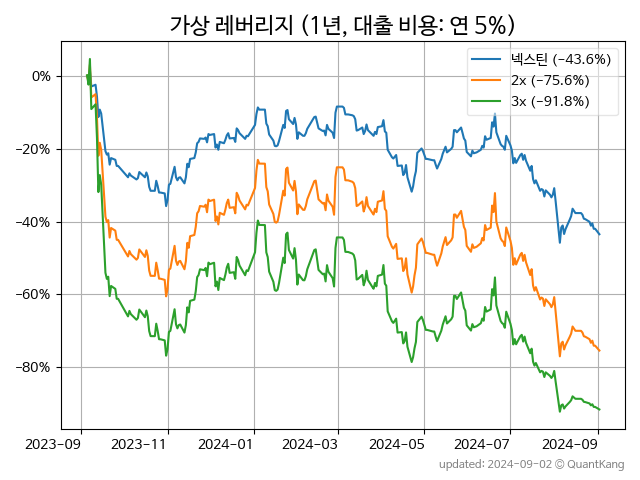 가상 레버리지 (1년, 대출 비용: 연 5%)
넥스틴 (−43.6%)
2x (−75.6%)
3x (−91.8%)
0%
−20%
−40%
−60%
−80%
2023-09 2023-11 2024-01 2024-03 2024-05 2024-07 2024-09
updated: 2024-09-02 © QuantKang